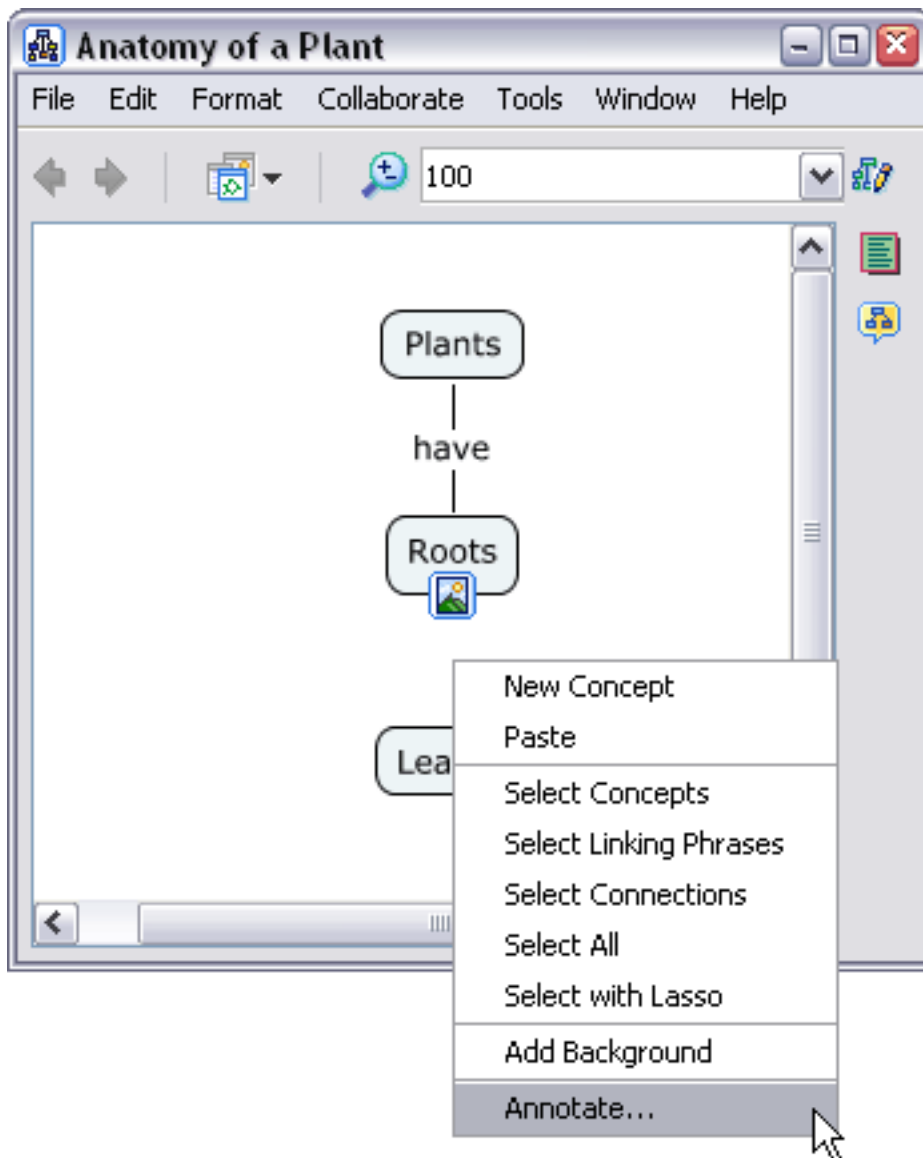 Anatomy of a Plant
File Edit Format Collaborate Tools Window Help
100
Plants
have
Roots
Lea
New Concept
Paste
Select Concepts
Select Linking Phrases
Select Connections
Select All
Select with Lasso
Add Background
Annotate...